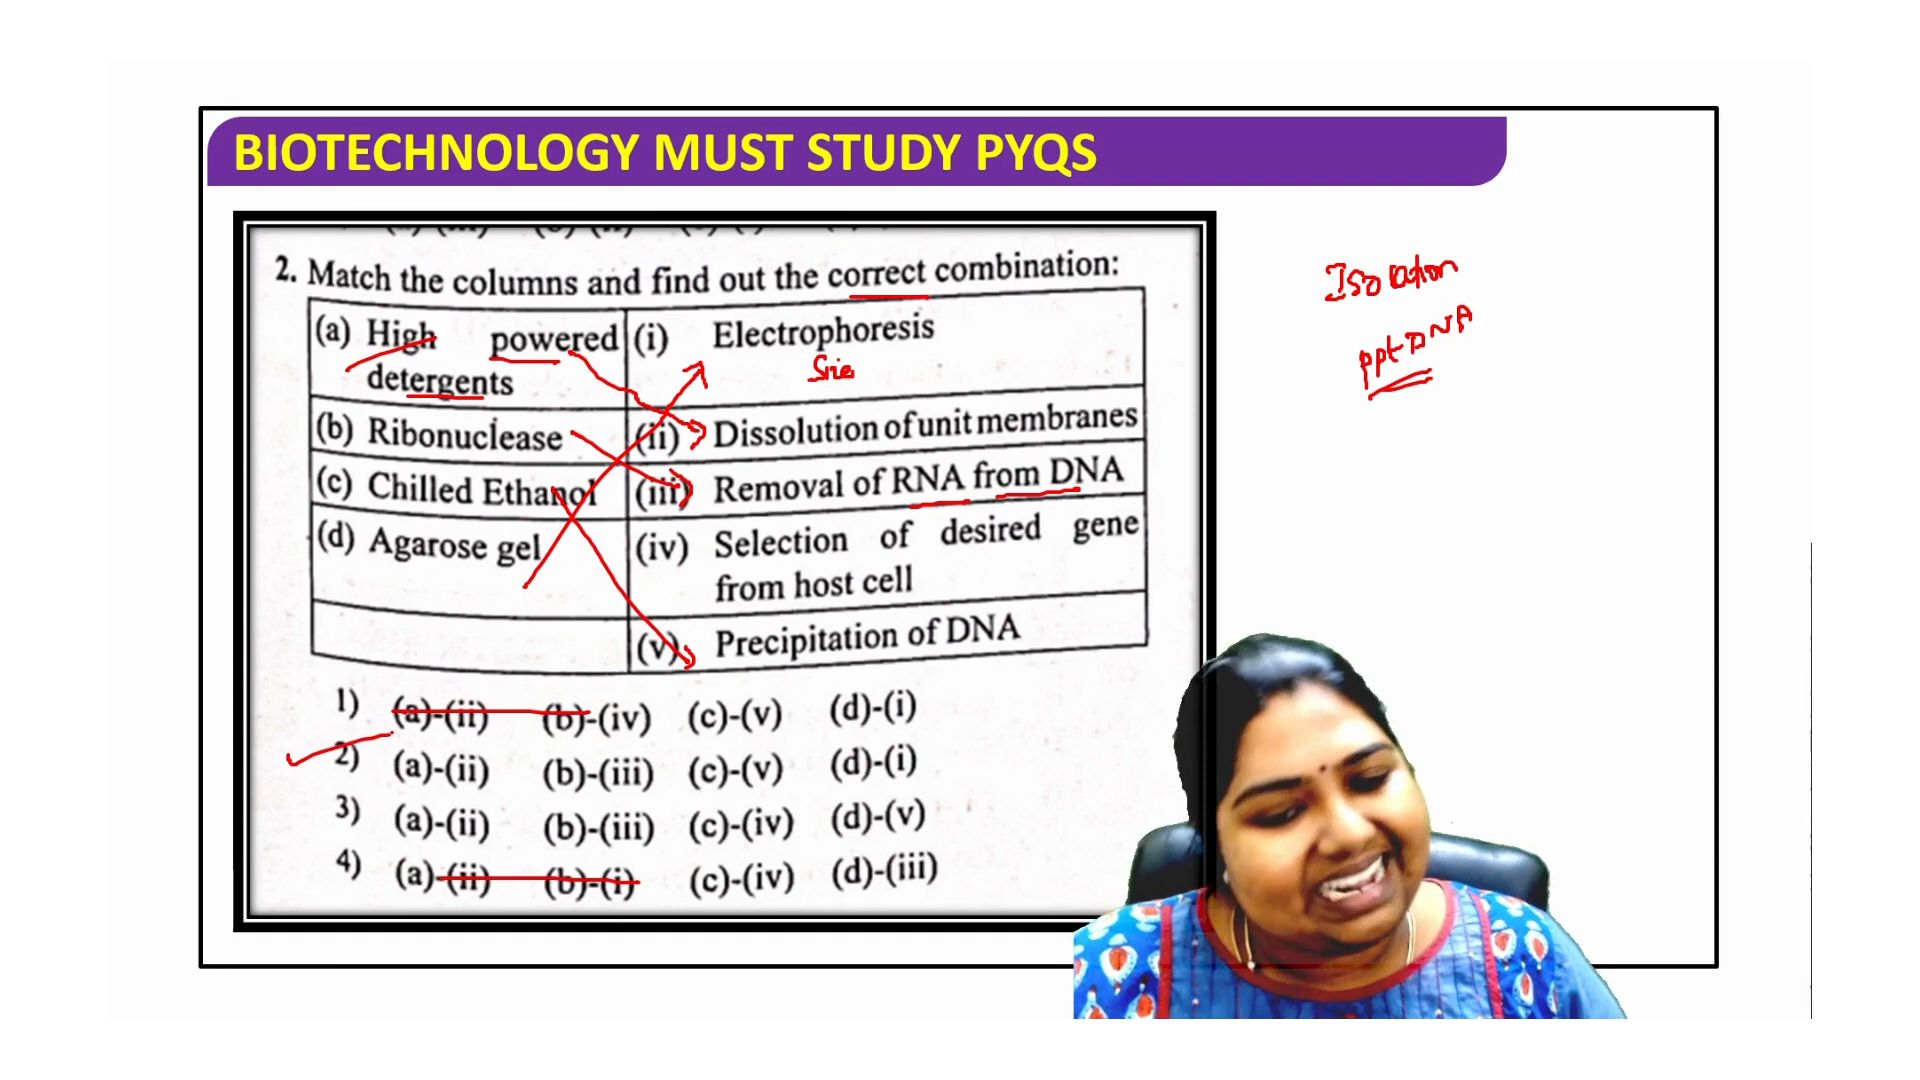 BIOTECHNOLOGY MUST STUDY PYQS
2. Match the columns and find out the correct combination:
(a) High powered detergents (i) Electrophoresis
(b) Ribonuclease (ii) Dissolution of unit membranes
(c) Chilled Ethanol (iii) Removal of RNA from DNA
(d) Agarose gel (iv) Selection of desired gene
from host cell
(v) Precipitation of DNA
1) (a)-(ii) (b)-(iv) (c)-(v) (d)-(i)
2) (a)-(ii) (b)-(iii) (c)-(v) (d)-(i)
3) (a)-(ii) (b)-(iii) (c)-(iv) (d)-(v)
4) (a)-(ii) (b)-(i) (c)-(iv) (d)-(iii)
Isolation
ppt DNA